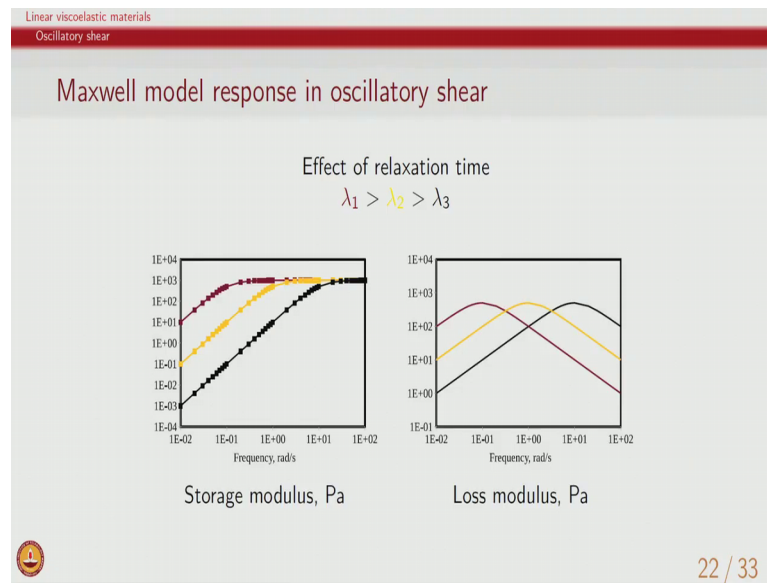 Linear viscoelastic materials
Oscillatory shear
Maxwell model response in oscillatory shear
Effect of relaxation time
λ1 > λ2 > λ3
1E+04
1E+03
1E+02
1E+01
1E+00
1E-01
1E-02
1E-03
1E-04
1E-02 1E-01 1E+00 1E+01 1E+02
Frequency, rad/s
Storage modulus, Pa
1E+04
1E+03
1E+02
1E+01
1E+00
1E-01
1E-02 1E-01 1E+00 1E+01 1E+02
Frequency, rad/s
Loss modulus, Pa
22 / 33